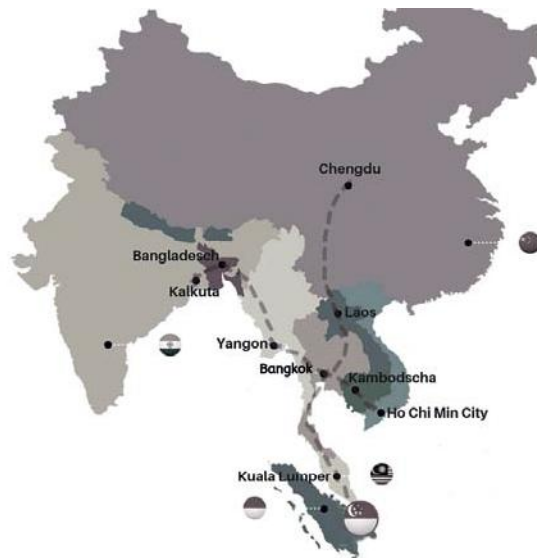 Chengdu
Bangladesch
Kalkuta
Laos
Yangon
Bangkok
Kambodscha
Ho Chi Min City
Kuala Lumper